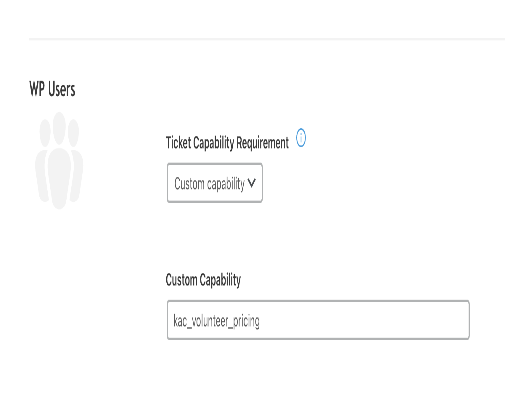 WP Users
Ticket Capability Requirement
Custom capability
Custom Capability
kac_volunteer_pricing